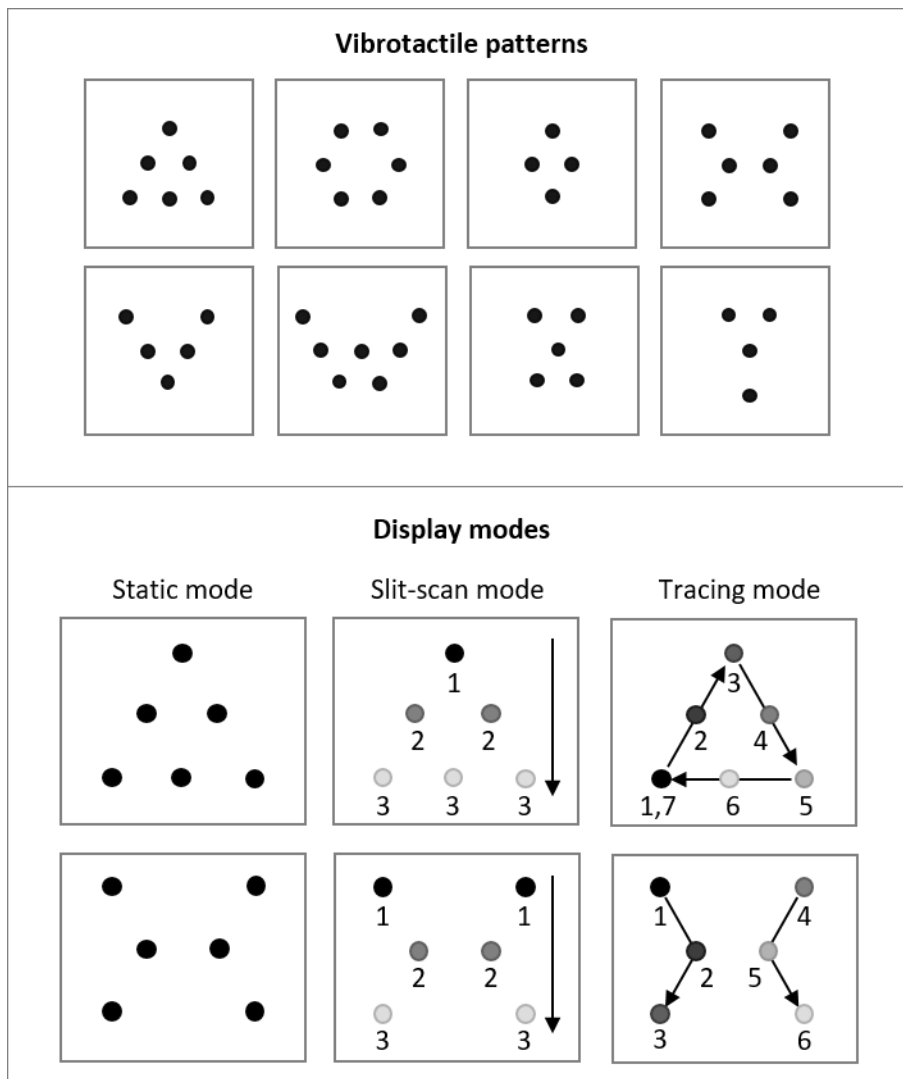 Vibrotactile patterns
Display modes
Static mode Slit-scan mode Tracing mode
1 3
2 2 2 4
3 3 3 1,7 6 5
1 1 1 4
2 2 2 5
3 3 3 6